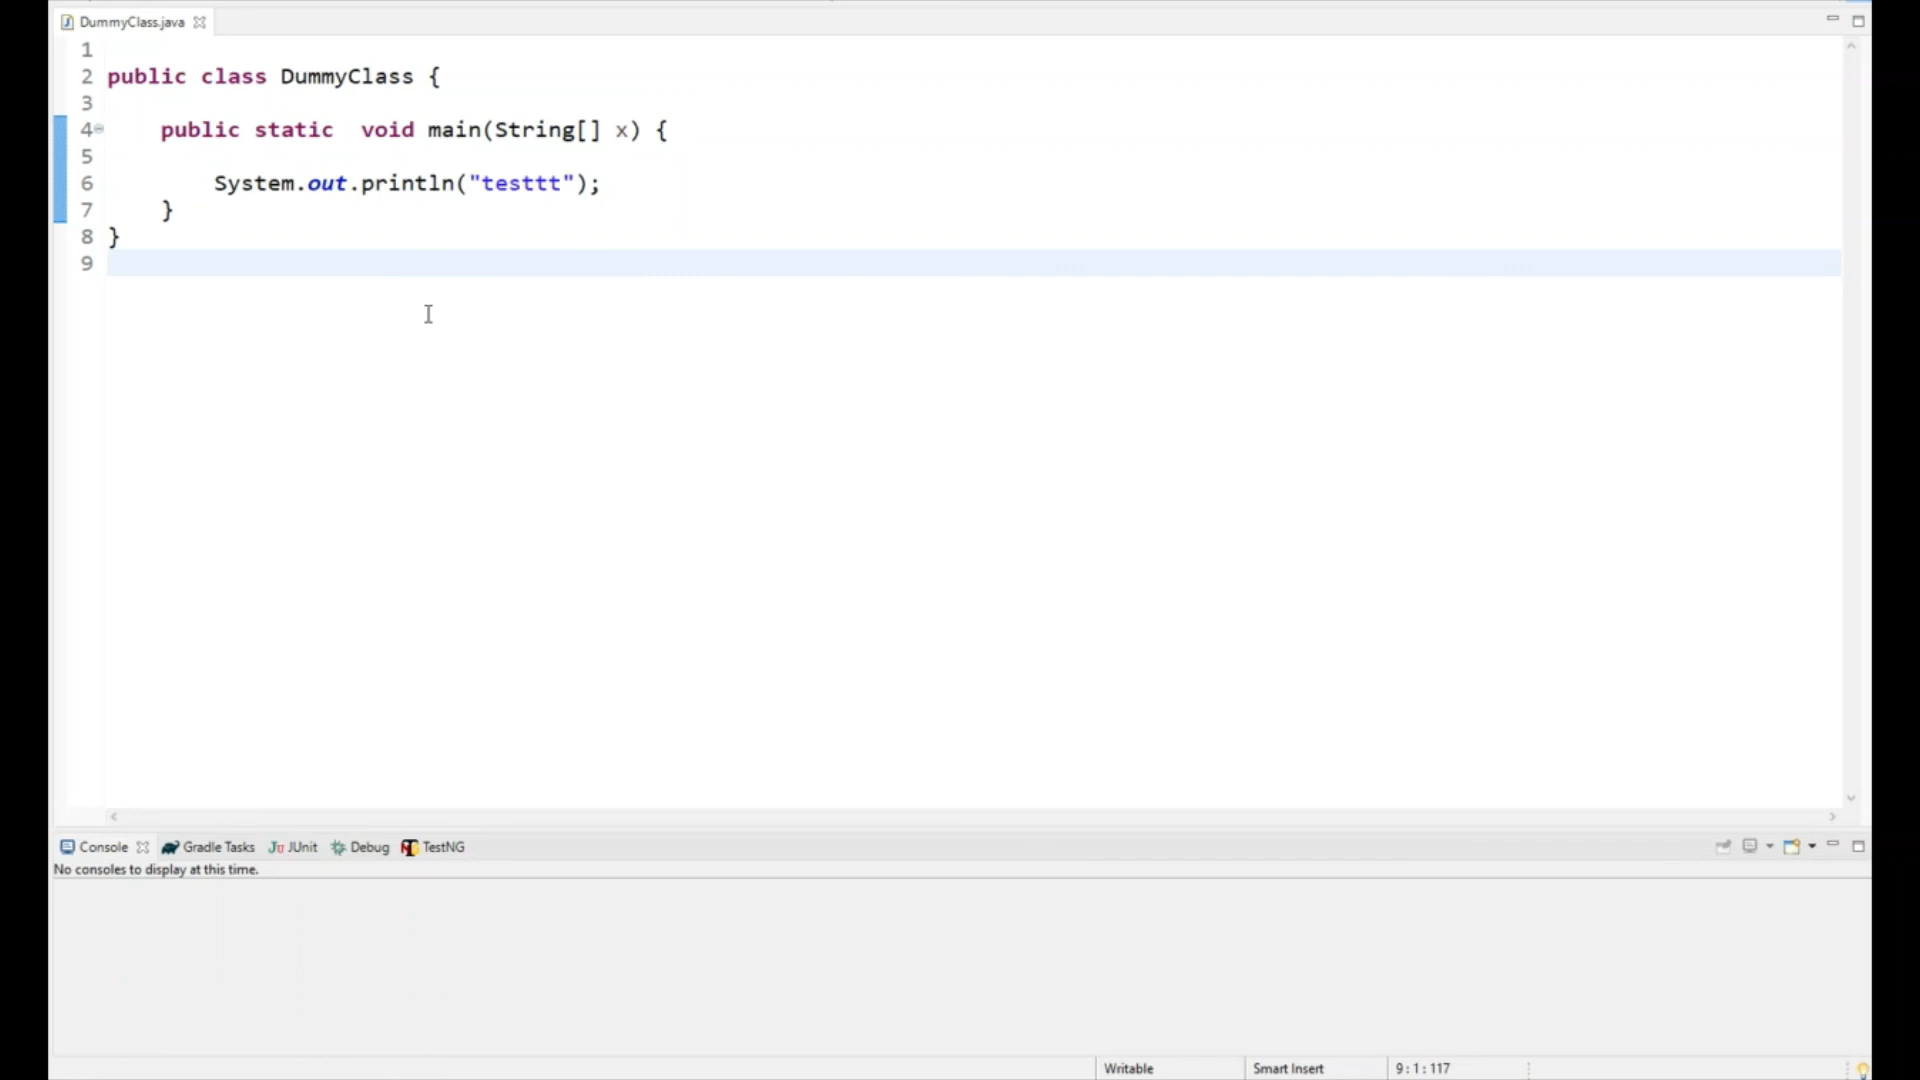 DummyClass.java
1
2 public class DummyClass {
3
4 public static  void main(String[] x) {
5
6 System.out.println("testtt");
7 }
8 }
9
Console Gradle Tasks JUnit Debug TestNG
No consoles to display at this time.
Writable Smart Insert 9 : 1 : 117